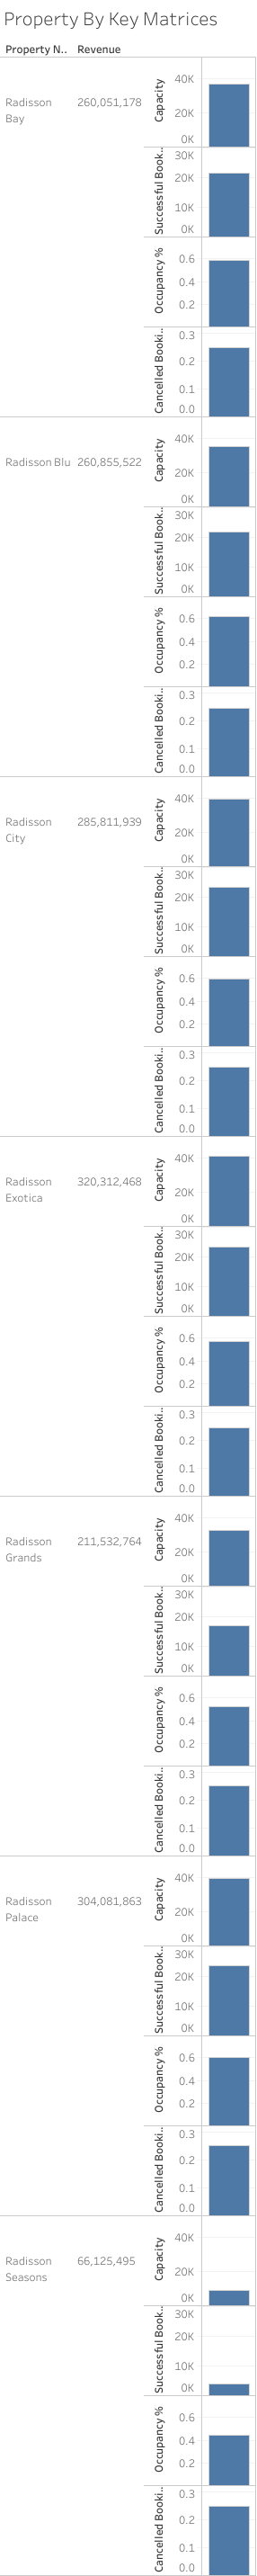 Property By Key Matrices
Property N.. Revenue
Radisson Bay 260,051,178
Capacity
40K
20K
0K
Successful Book..
30K
20K
10K
0K
Occupancy %
0.6
0.4
0.2
Cancelled Booki..
0.3
0.2
0.1
0.0
Radisson Blu 260,855,522
Capacity
40K
20K
0K
Successful Book..
30K
20K
10K
0K
Occupancy %
0.6
0.4
0.2
Cancelled Booki..
0.3
0.2
0.1
0.0
Radisson City 285,811,939
Capacity
40K
20K
0K
Successful Book..
30K
20K
10K
0K
Occupancy %
0.6
0.4
0.2
Cancelled Booki..
0.3
0.2
0.1
0.0
Radisson Exotica 320,312,468
Capacity
40K
20K
0K
Successful Book..
30K
20K
10K
0K
Occupancy %
0.6
0.4
0.2
Cancelled Booki..
0.3
0.2
0.1
0.0
Radisson Grands 211,532,764
Capacity
40K
20K
0K
Successful Book..
30K
20K
10K
0K
Occupancy %
0.6
0.4
0.2
Cancelled Booki..
0.3
0.2
0.1
0.0
Radisson Palace 304,081,863
Capacity
40K
20K
0K
Successful Book..
30K
20K
10K
0K
Occupancy %
0.6
0.4
0.2
Cancelled Booki..
0.3
0.2
0.1
0.0
Radisson Seasons 66,125,495
Capacity
40K
20K
0K
Successful Book..
30K
20K
10K
0K
Occupancy %
0.6
0.4
0.2
Cancelled Booki..
0.3
0.2
0.1
0.0